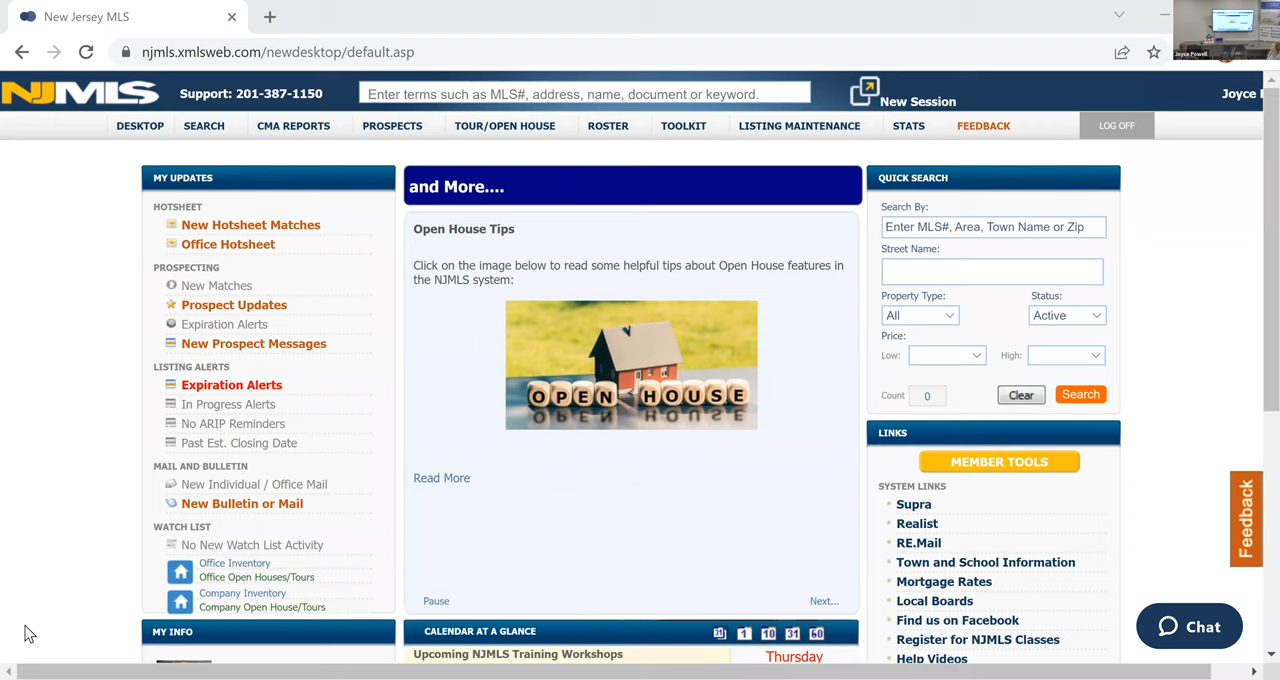 New Jersey MLS
njmls.xmlsweb.com/newdesktop/default.asp
Joyce Powell
NJMLS
Support: 201-387-1150
Enter terms such as MLS#, address, name, document or keyword.
New Session
Joyce
DESKTOP
SEARCH
CMA REPORTS
PROSPECTS
TOUR/OPEN HOUSE
ROSTER
TOOLKIT
LISTING MAINTENANCE
STATS
FEEDBACK
LOG OFF
MY UPDATES
HOTSHEET
New Hotsheet Matches
Office Hotsheet
PROSPECTING
New Matches
Prospect Updates
Expiration Alerts
New Prospect Messages
LISTING ALERTS
Expiration Alerts
In Progress Alerts
No ARIP Reminders
Past Est. Closing Date
MAIL AND BULLETIN
New Individual / Office Mail
New Bulletin or Mail
WATCH LIST
No New Watch List Activity
Office Inventory
Office Open Houses/Tours
Company Inventory
Company Open House/Tours
MY INFO
and More....
Open House Tips
Click on the image below to read some helpful tips about Open House features in
the NJMLS system:
OPEN HOUSE
Read More
Pause
Next...
CALENDAR AT A GLANCE
1
10
31
60
Upcoming NJMLS Training Workshops
Thursday
QUICK SEARCH
Search By:
Enter MLS#, Area, Town Name or Zip
Street Name:
Property Type:
Status:
All
Active
Price:
Low:
High:
Count
0
Clear
Search
LINKS
MEMBER TOOLS
SYSTEM LINKS
Supra
Realist
RE.Mail
Town and School Information
Mortgage Rates
Local Boards
Find us on Facebook
Register for NJMLS Classes
Help Videos
Feedback
Chat